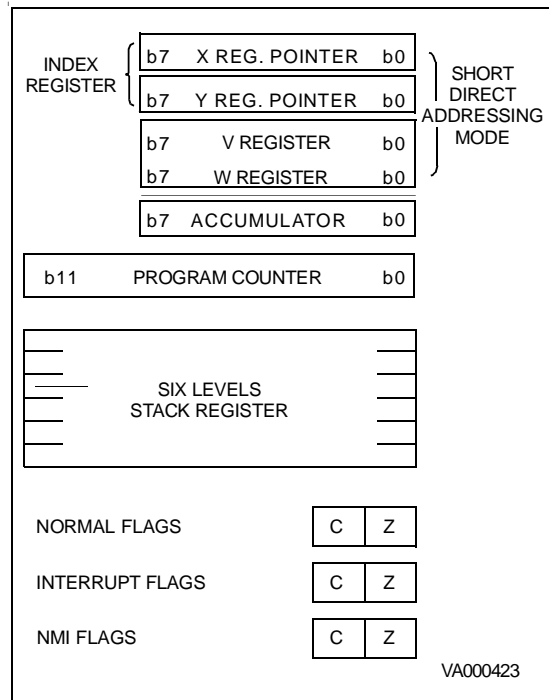 INDEX
REGISTER
b7 X REG. POINTER b0
b7 Y REG. POINTER b0
b7 V REGISTER b0
b7 W REGISTER b0
b7 ACCUMULATOR b0
SHORT
DIRECT
ADDRESSING
MODE
b11 PROGRAM COUNTER b0
SIX LEVELS
STACK REGISTER
NORMAL FLAGS C Z
INTERRUPT FLAGS C Z
NMI FLAGS C Z
VA000423